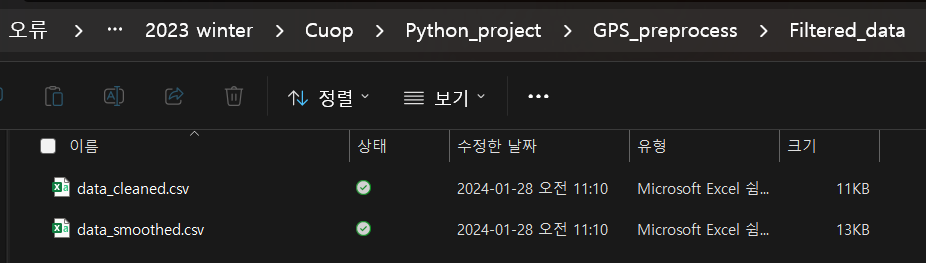 오류 > ··· 2023 winter > Cuop > Python_project > GPS_preprocess > Filtered_data
정렬 보기 ···
이름 상태 수정한 날짜 유형 크기
data_cleaned.csv 2024-01-28 오전 11:10 Microsoft Excel 쉼... 11KB
data_smoothed.csv 2024-01-28 오전 11:10 Microsoft Excel 쉼... 13KB